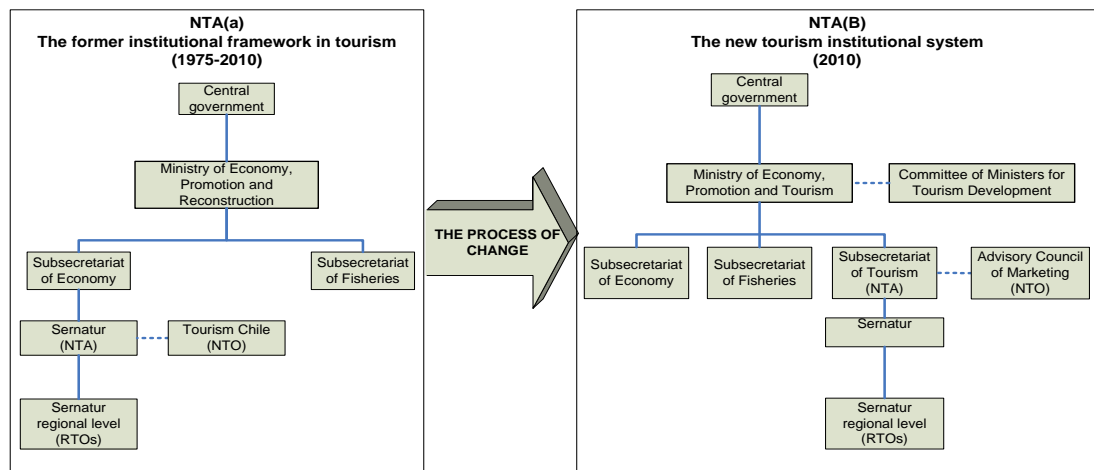 NTA(a)
The former institutional framework in tourism
(1975-2010)
Central
government
Ministry of Economy,
Promotion and
Reconstruction
Subsecretariat
of Economy
Subsecretariat
of Fisheries
Sernatur
(NTA)
Tourism Chile
(NTO)
Sernatur
regional level
(RTOs)
THE PROCESS OF
CHANGE
NTA(B)
The new tourism institutional system
(2010)
Central
government
Ministry of Economy,
Promotion and Tourism
Committee of Ministers for
Tourism Development
Subsecretariat
of Economy
Subsecretariat
of Fisheries
Subsecretariat
of Tourism
(NTA)
Advisory Council
of Marketing
(NTO)
Sernatur
Sernatur
regional level
(RTOs)